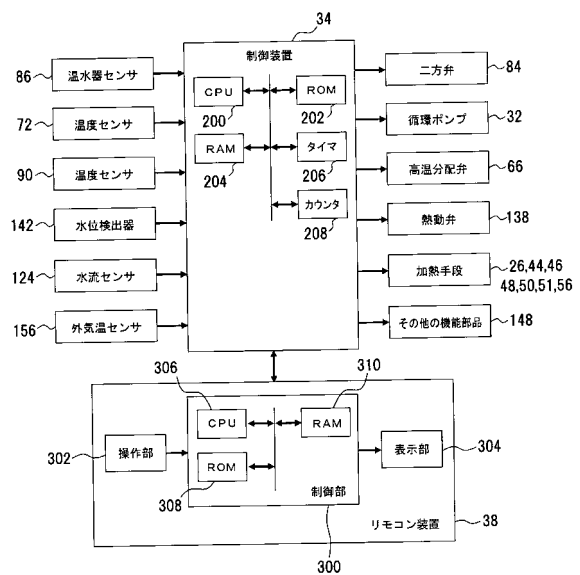 34
制御装置
86 温水器センサ
72 温度センサ
90 温度センサ
142 水位検出器
124 水流センサ
156 外気温センサ
CPU
200
ROM
202
RAM
204
タイマ
206
カウンタ
208
二方弁 84
循環ポンプ 32
高温分配弁 66
熱動弁 138
加熱手段 26,44,46
48,50,51,56
その他の機能部品 148
306
310
CPU
RAM
302 操作部
ROM
308
制御部
300
表示部 304
リモコン装置 38